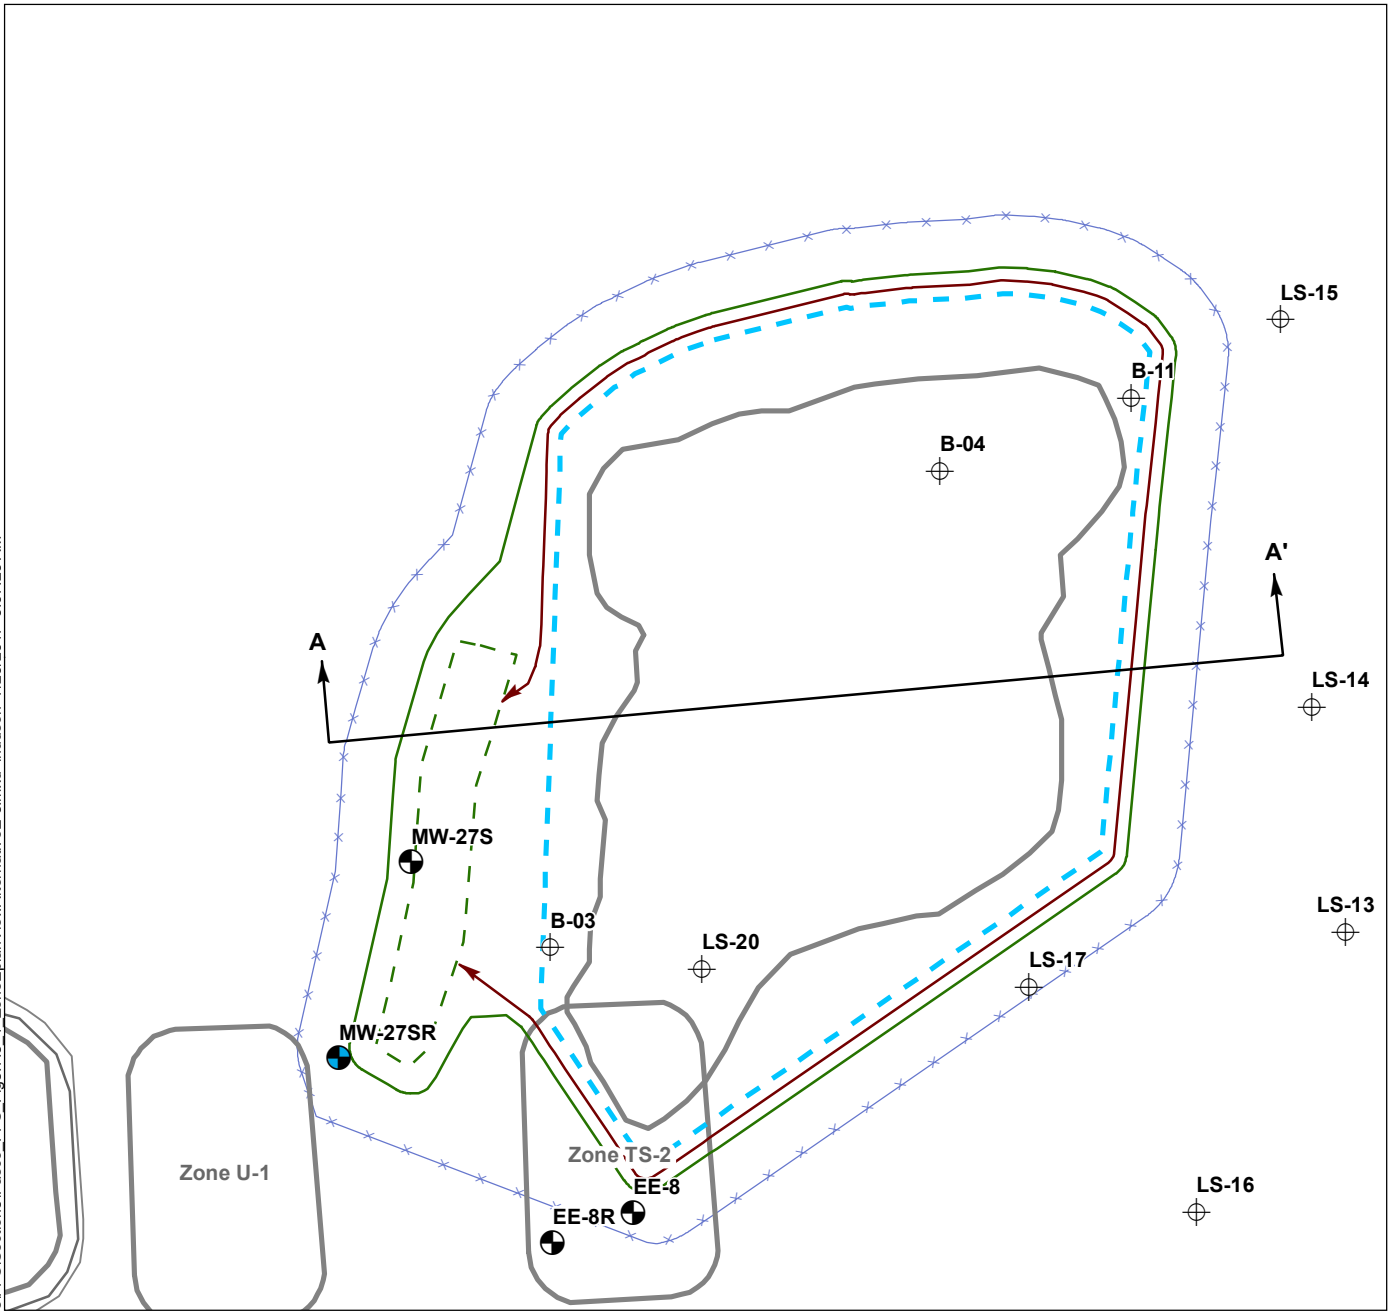 LS-15
B-11
B-04
A'
A
LS-14
MW-27S
LS-13
B-03
LS-20
LS-17
MW-27SR
Zone TS-2
Zone U-1
EE-8
LS-16
EE-8R